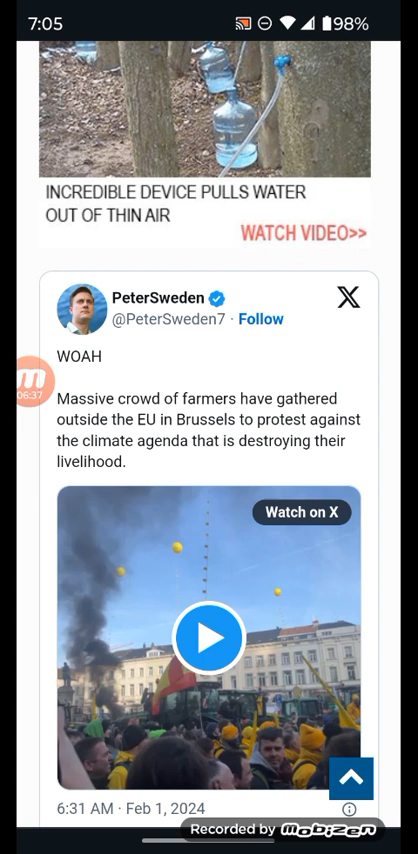 7:05
98%
INCREDIBLE DEVICE PULLS WATER
OUT OF THIN AIR
WATCH VIDEO>>
PeterSweden
@PeterSweden7 · Follow
WOAH
06:37
Massive crowd of farmers have gathered
outside the EU in Brussels to protest against
the climate agenda that is destroying their
livelihood.
Watch on X
6:31 AM · Feb 1, 2024
Recorded by mobizen